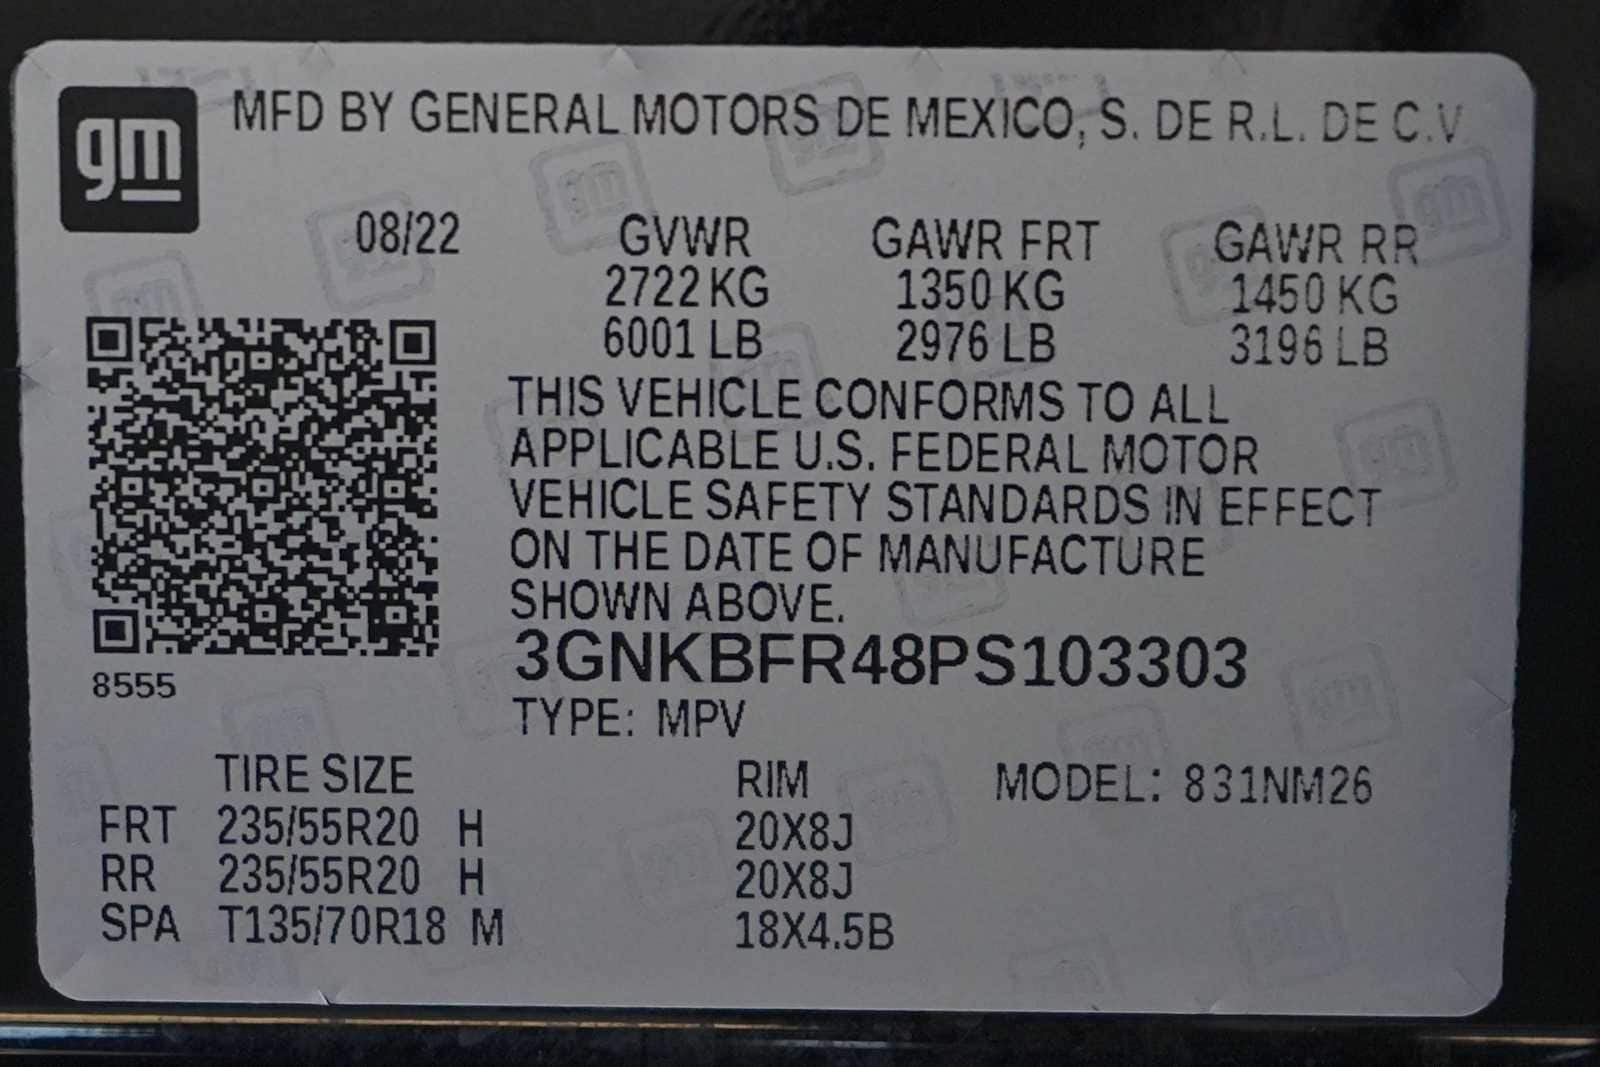 gm
MFD BY GENERAL MOTORS DE MEXICO, S. DE R.L. DE C.V.
08/22 GVWR GAWR FRT GAWR RR
2722 KG 1350 KG 1450 KG
6001 LB 2976 LB 3196 LB
THIS VEHICLE CONFORMS TO ALL
APPLICABLE U.S. FEDERAL MOTOR
VEHICLE SAFETY STANDARDS IN EFFECT
ON THE DATE OF MANUFACTURE
SHOWN ABOVE.
3GNKBFR48PS103303
8555
TYPE: MPV
TIRE SIZE RIM MODEL: 831NM26
FRT 235/55R20 H 20X8J
RR 235/55R20 H 20X8J
SPA T135/70R18 M 18X4.5B